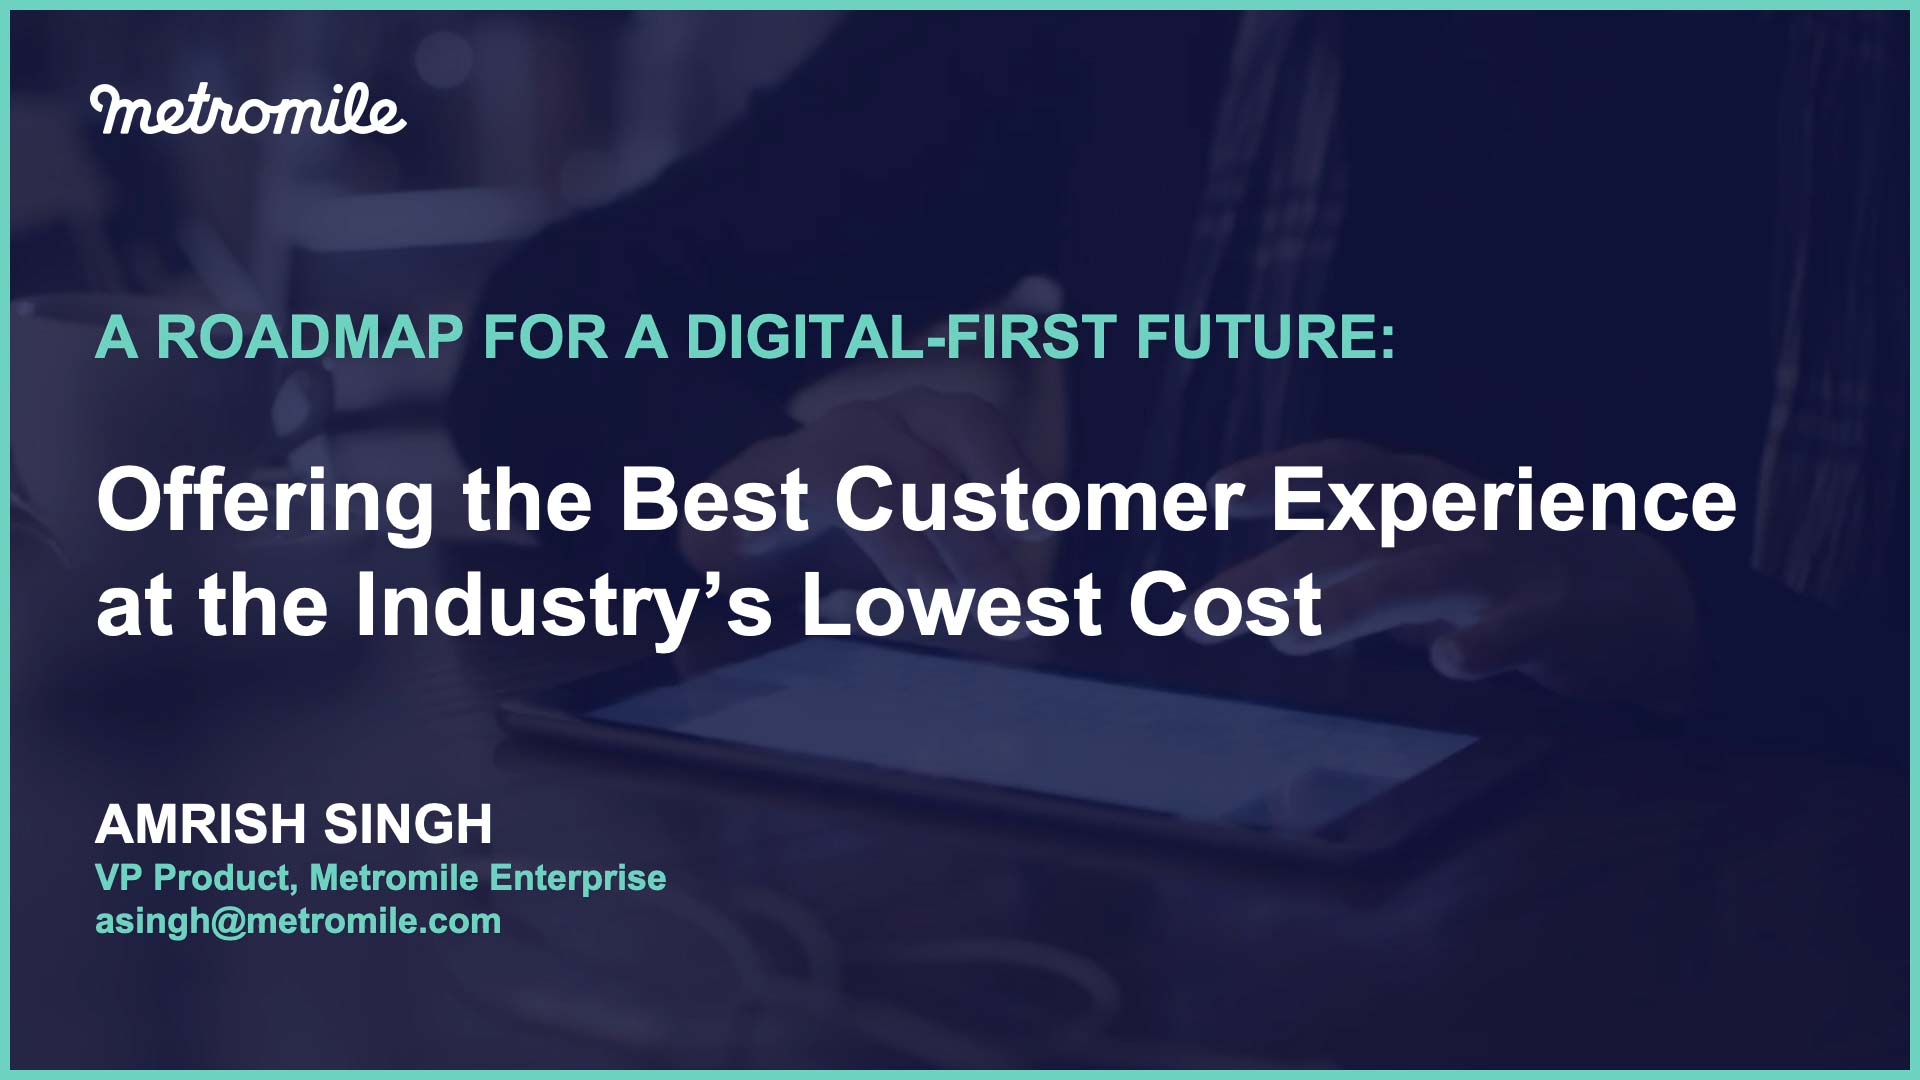 metromile
A ROADMAP FOR A DIGITAL-FIRST FUTURE:
Offering the Best Customer Experience
at the Industry’s Lowest Cost
AMRISH SINGH
VP Product, Metromile Enterprise
asingh@metromile.com